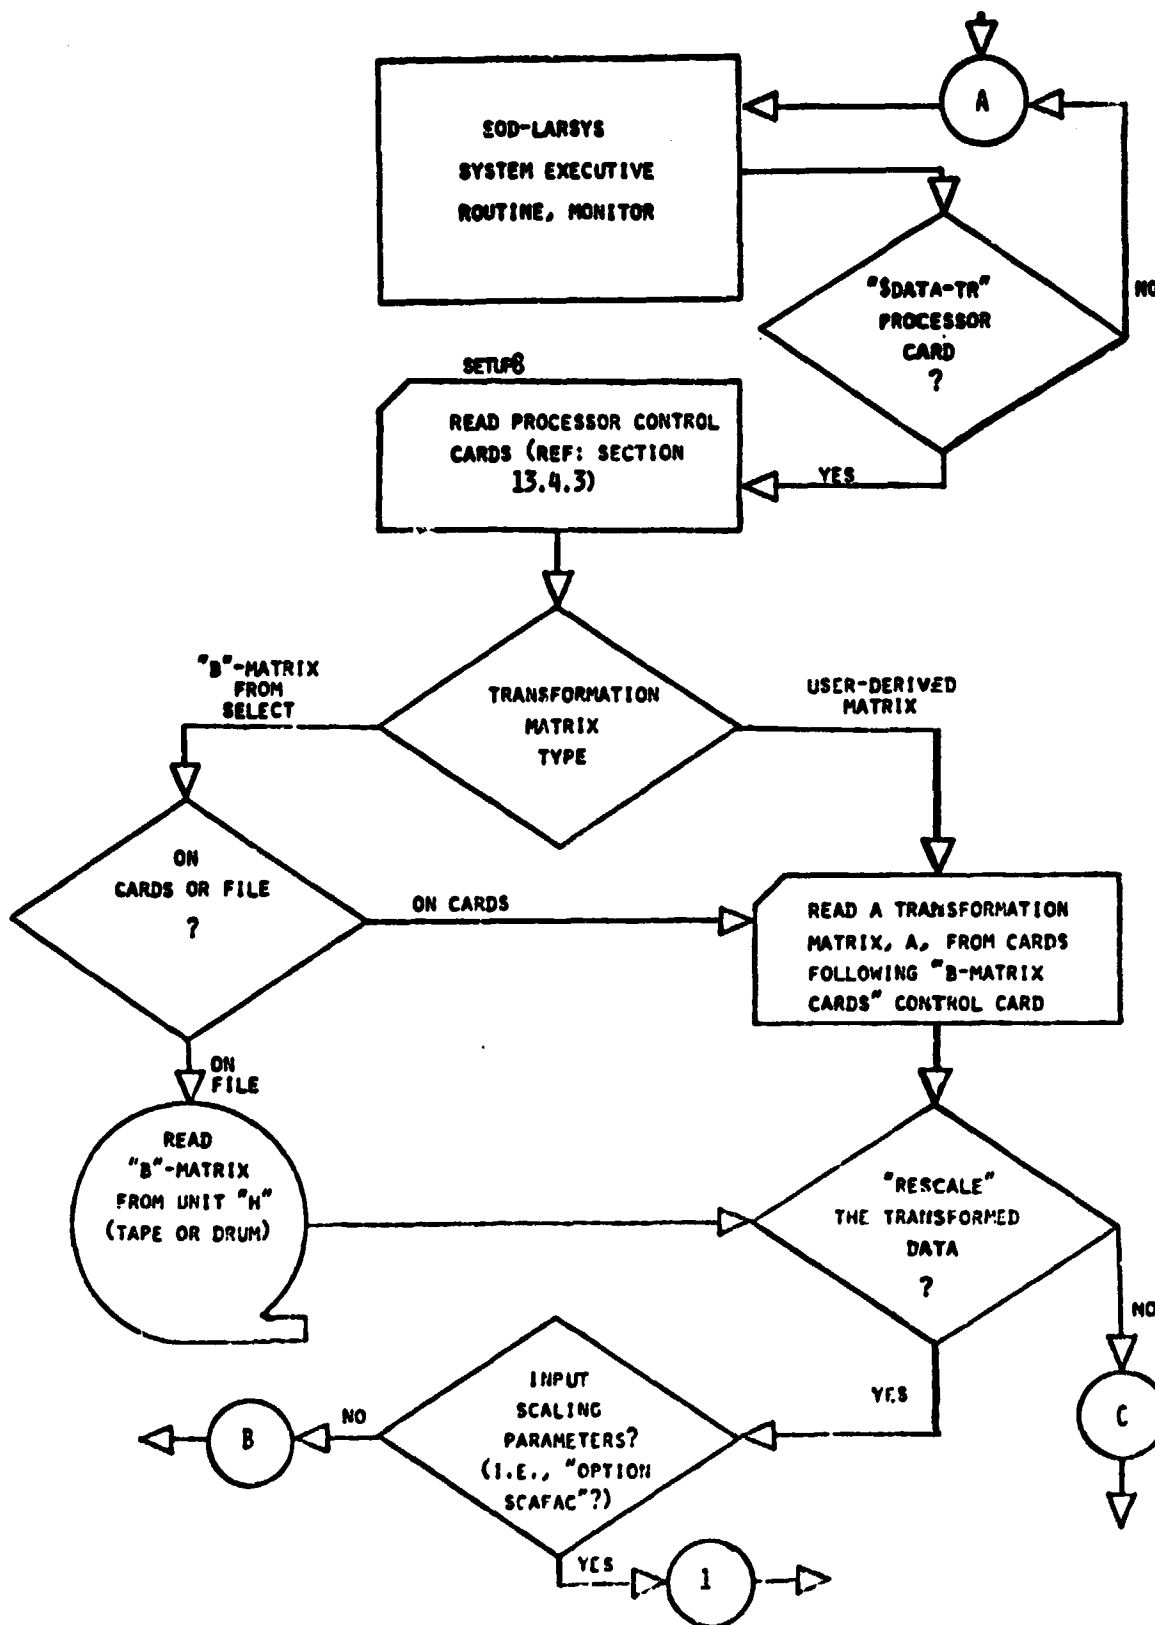 A
EOD-LARSYS
SYSTEM EXECUTIVE
ROUTINE, MONITOR
"$DATA-TR"
PROCESSOR
CARD
?
NO
SETUP8
READ PROCESSOR CONTROL
CARDS (REF: SECTION
13.4.3)
YES
"B"-MATRIX
FROM
SELECT
TRANSFORMATION
MATRIX
TYPE
USER-DERIVED
MATRIX
ON
CARDS OR FILE
?
ON CARDS
READ A TRANSFORMATION
MATRIX, A, FROM CARDS
FOLLOWING "B-MATRIX
CARDS" CONTROL CARD
ON
FILE
READ
"B"-MATRIX
FROM UNIT "H"
(TAPE OR DRUM)
"RESCALE"
THE TRANSFORMED
DATA
?
NO
YES
C
INPUT
SCALING
PARAMETERS?
(I.E., "OPTION
SCAFAC"?)
NO
B
YES
1